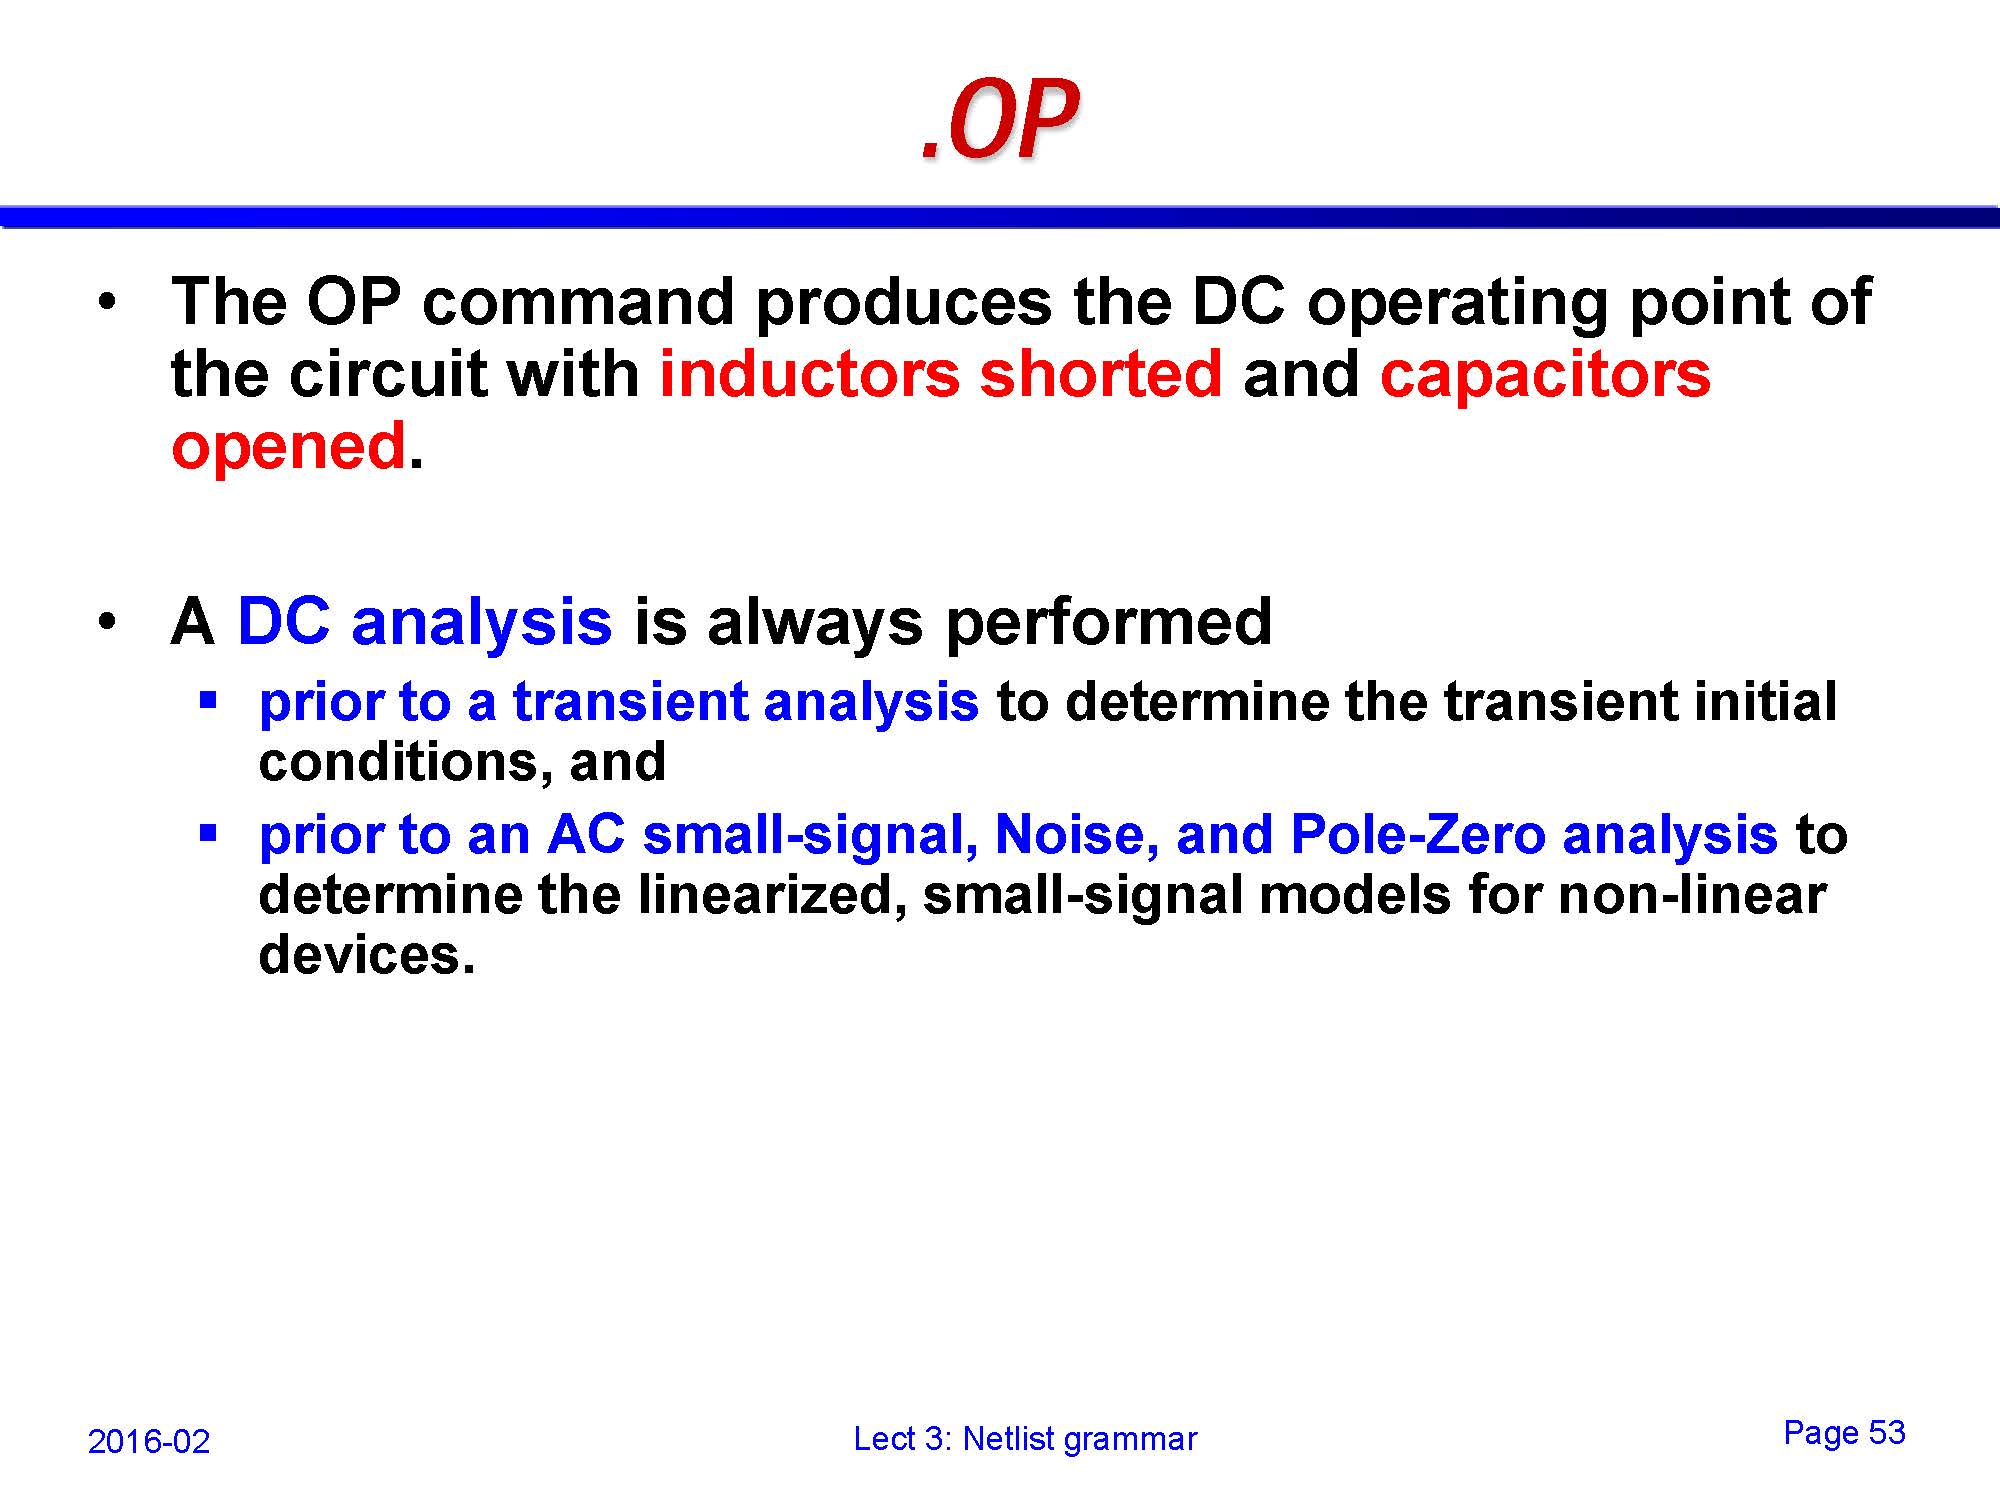 .OP
• The OP command produces the DC operating point of
the circuit with inductors shorted and capacitors
opened.
• A DC analysis is always performed
▪ prior to a transient analysis to determine the transient initial
conditions, and
▪ prior to an AC small-signal, Noise, and Pole-Zero analysis to
determine the linearized, small-signal models for non-linear
devices.
2016-02
Lect 3: Netlist grammar
Page 53